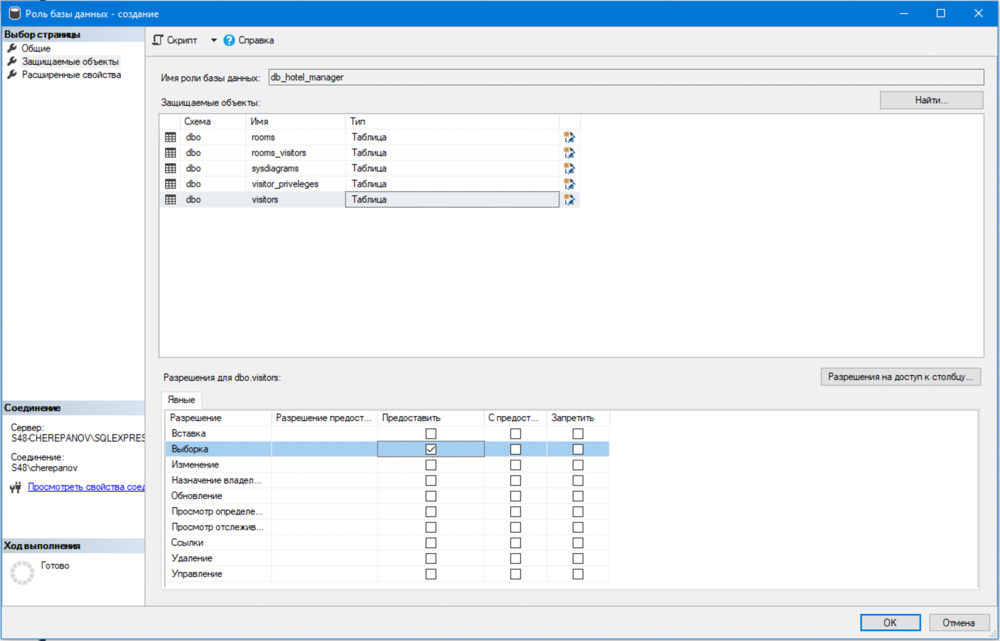 Роль базы данных - создание
Выбор страницы
Общие
Защищаемые объекты
Расширенные свойства
Скрипт
Справка
Имя роли базы данных: db_hotel_manager
Защищаемые объекты:
Найти...
Схема Имя Тип
dbo rooms Таблица
dbo rooms_visitors Таблица
dbo sysdiagrams Таблица
dbo visitor_priveleges Таблица
dbo visitors Таблица
Разрешения для dbo.visitors:
Разрешения на доступ к столбцу...
Явные
Разрешение Разрешение предост... Предоставить С предост... Запретить
Вставка
Выборка
Изменение
Назначение владел...
Обновление
Просмотр определе...
Просмотр отслежив...
Ссылки
Удаление
Управление
Соединение
Сервер:
S48-CHEREPANOV\SQLEXPRES
Соединение:
S48\cherepanov
Просмотреть свойства соед
Ход выполнения
Готово
OK
Отмена